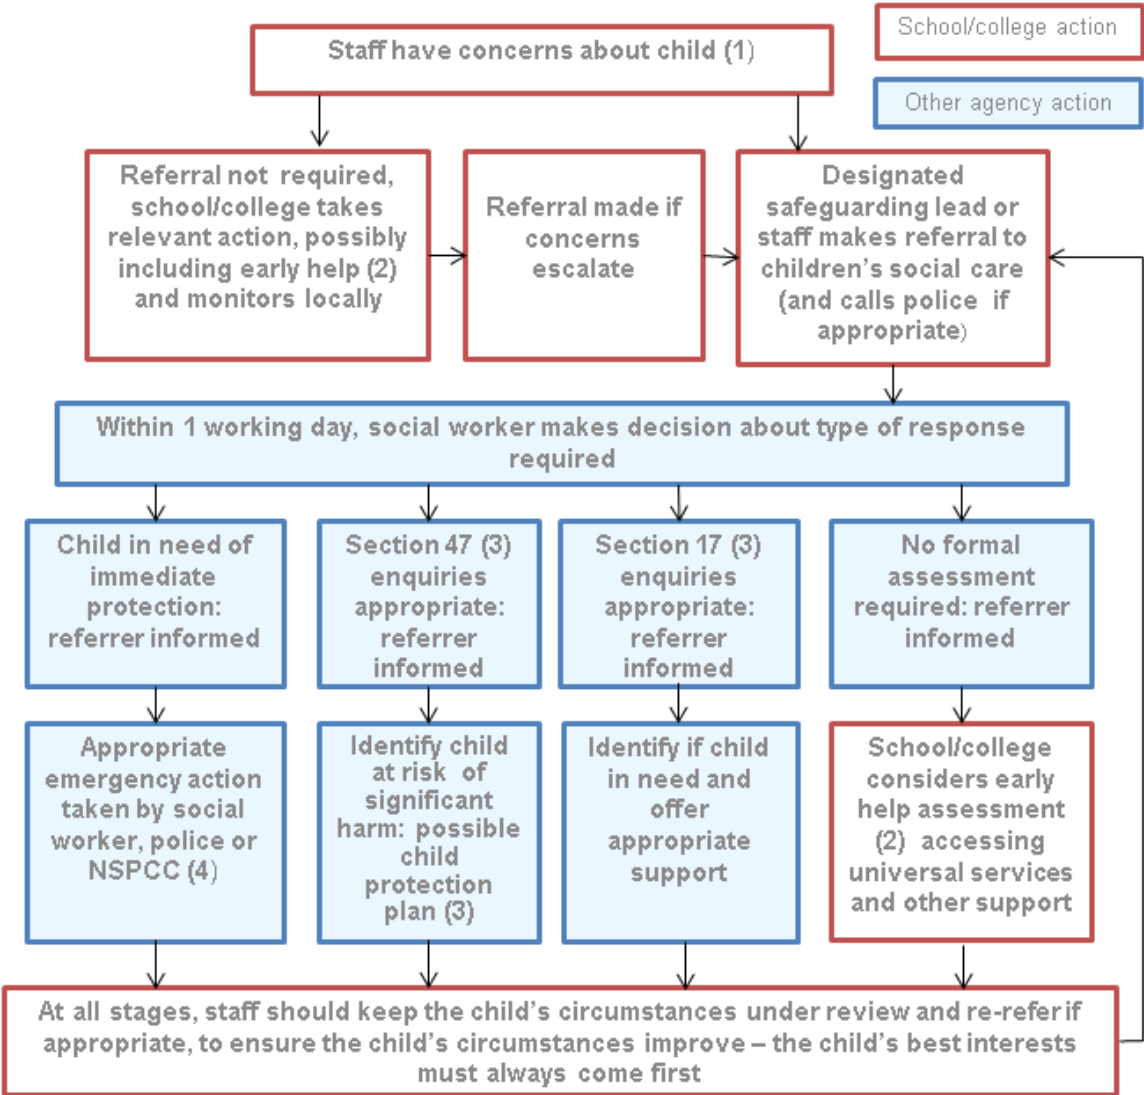 School/college action
Staff have concerns about child (1)
Other agency action
Referral not required,
school/college takes
relevant action, possibly
including early help (2)
and monitors locally
Referral made if
concerns
escalate
Designated
safeguarding lead or
staff makes referral to
children’s social care
(and calls police if
appropriate)
Within 1 working day, social worker makes decision about type of response
required
Child in need of
immediate
protection:
referrer informed
Section 47 (3)
enquiries
appropriate:
referrer
informed
Section 17 (3)
enquiries
appropriate:
referrer
informed
No formal
assessment
required: referrer
informed
Appropriate
emergency action
taken by social
worker, police or
NSPCC (4)
Identify child
at risk of
significant
harm: possible
child
protection
plan (3)
Identify if child
in need and
offer
appropriate
support
School/college
considers early
help assessment
(2) accessing
universal services
and other support
At all stages, staff should keep the child’s circumstances under review and re-refer if
appropriate, to ensure the child’s circumstances improve – the child’s best interests
must always come first